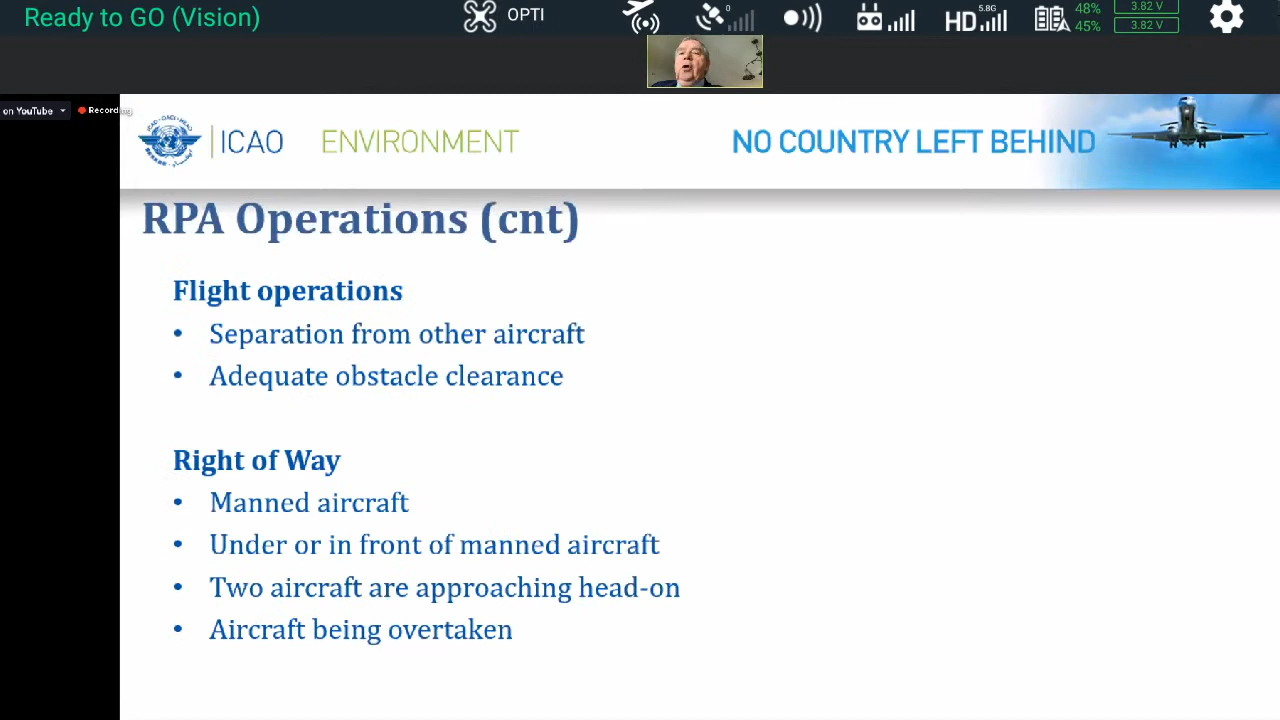 Ready to GO (Vision)
OPTI
0
HD
5.8G
48%
45%
3.82 V
3.82 V
on YouTube
Recording
ICAO
ENVIRONMENT
NO COUNTRY LEFT BEHIND
RPA Operations (cnt)
Flight operations
• Separation from other aircraft
• Adequate obstacle clearance
Right of Way
• Manned aircraft
• Under or in front of manned aircraft
• Two aircraft are approaching head-on
• Aircraft being overtaken